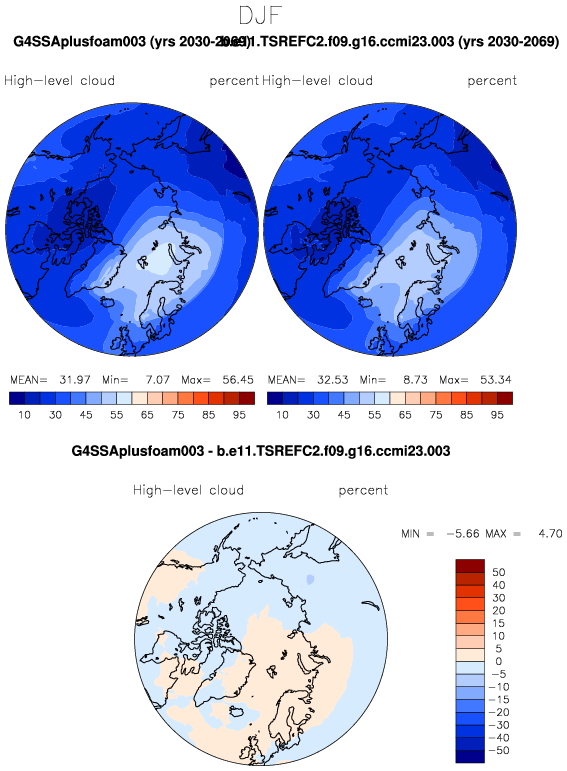 DJF
G4SSAplusfoam003 (yrs 2030-2069)
b.e11.TSREFC2.f09.g16.ccmi23.003 (yrs 2030-2069)
High-level cloud percent
High-level cloud percent
MEAN= 31.97 Min= 7.07 Max= 56.45
MEAN= 32.53 Min= 8.73 Max= 53.34
10 30 45 55 65 75 85 95
10 30 45 55 65 75 85 95
G4SSAplusfoam003 - b.e11.TSREFC2.f09.g16.ccmi23.003
High-level cloud percent
MIN = -5.66 MAX = 4.70
50
40
30
20
15
10
5
0
-5
-10
-15
-20
-30
-40
-50